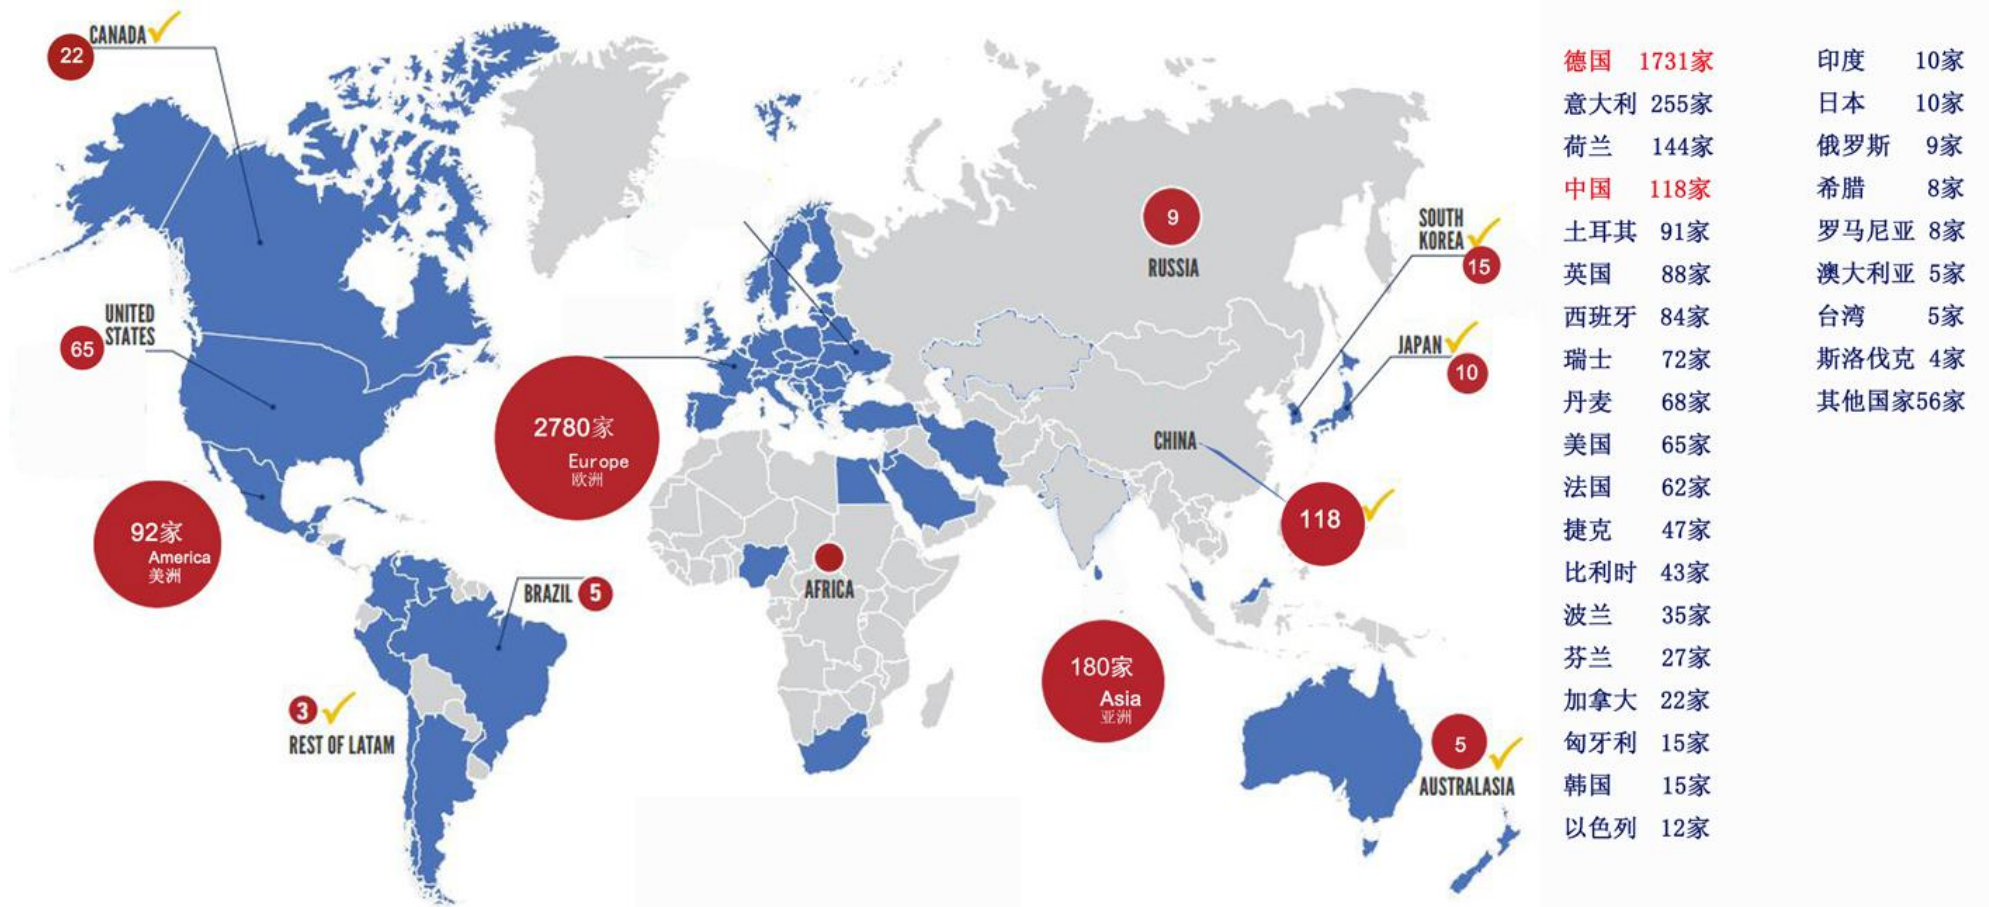 CANADA
22
UNITED
STATES
65
92家
America
美洲
BRAZIL
5
3
REST OF LATAM
2780家
Europe
欧洲
AFRICA
9
RUSSIA
SOUTH
KOREA
15
JAPAN
10
CHINA
118
180家
Asia
亚洲
5
AUSTRALASIA
德国 1731家
意大利 255家
荷兰 144家
中国 118家
土耳其 91家
英国 88家
西班牙 84家
瑞士 72家
丹麦 68家
美国 65家
法国 62家
捷克 47家
比利时 43家
波兰 35家
芬兰 27家
加拿大 22家
匈牙利 15家
韩国 15家
以色列 12家
印度 10家
日本 10家
俄罗斯 9家
希腊 8家
罗马尼亚 8家
澳大利亚 5家
台湾 5家
斯洛伐克 4家
其他国家56家